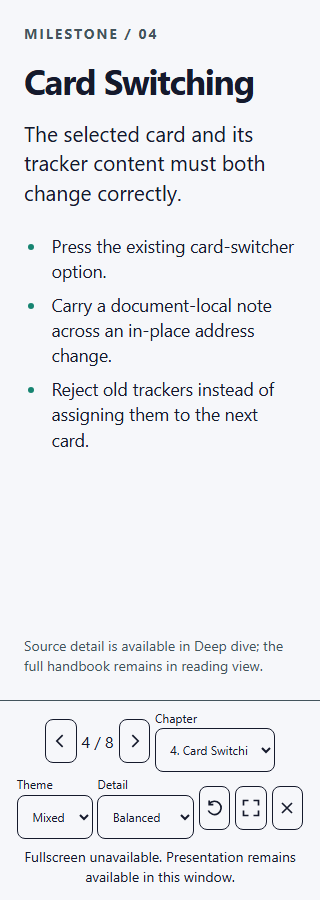 MILESTONE / 04
Card Switching
The selected card and its
tracker content must both
change correctly.
• Press the existing card-switcher
option.
• Carry a document-local note
across an in-place address
change.
• Reject old trackers instead of
assigning them to the next
card.
Source detail is available in Deep dive; the
full handbook remains in reading view.
Chapter
4 / 8
4. Card Switchi
Theme
Detail
Mixed
Balanced
Fullscreen unavailable. Presentation remains
available in this window.